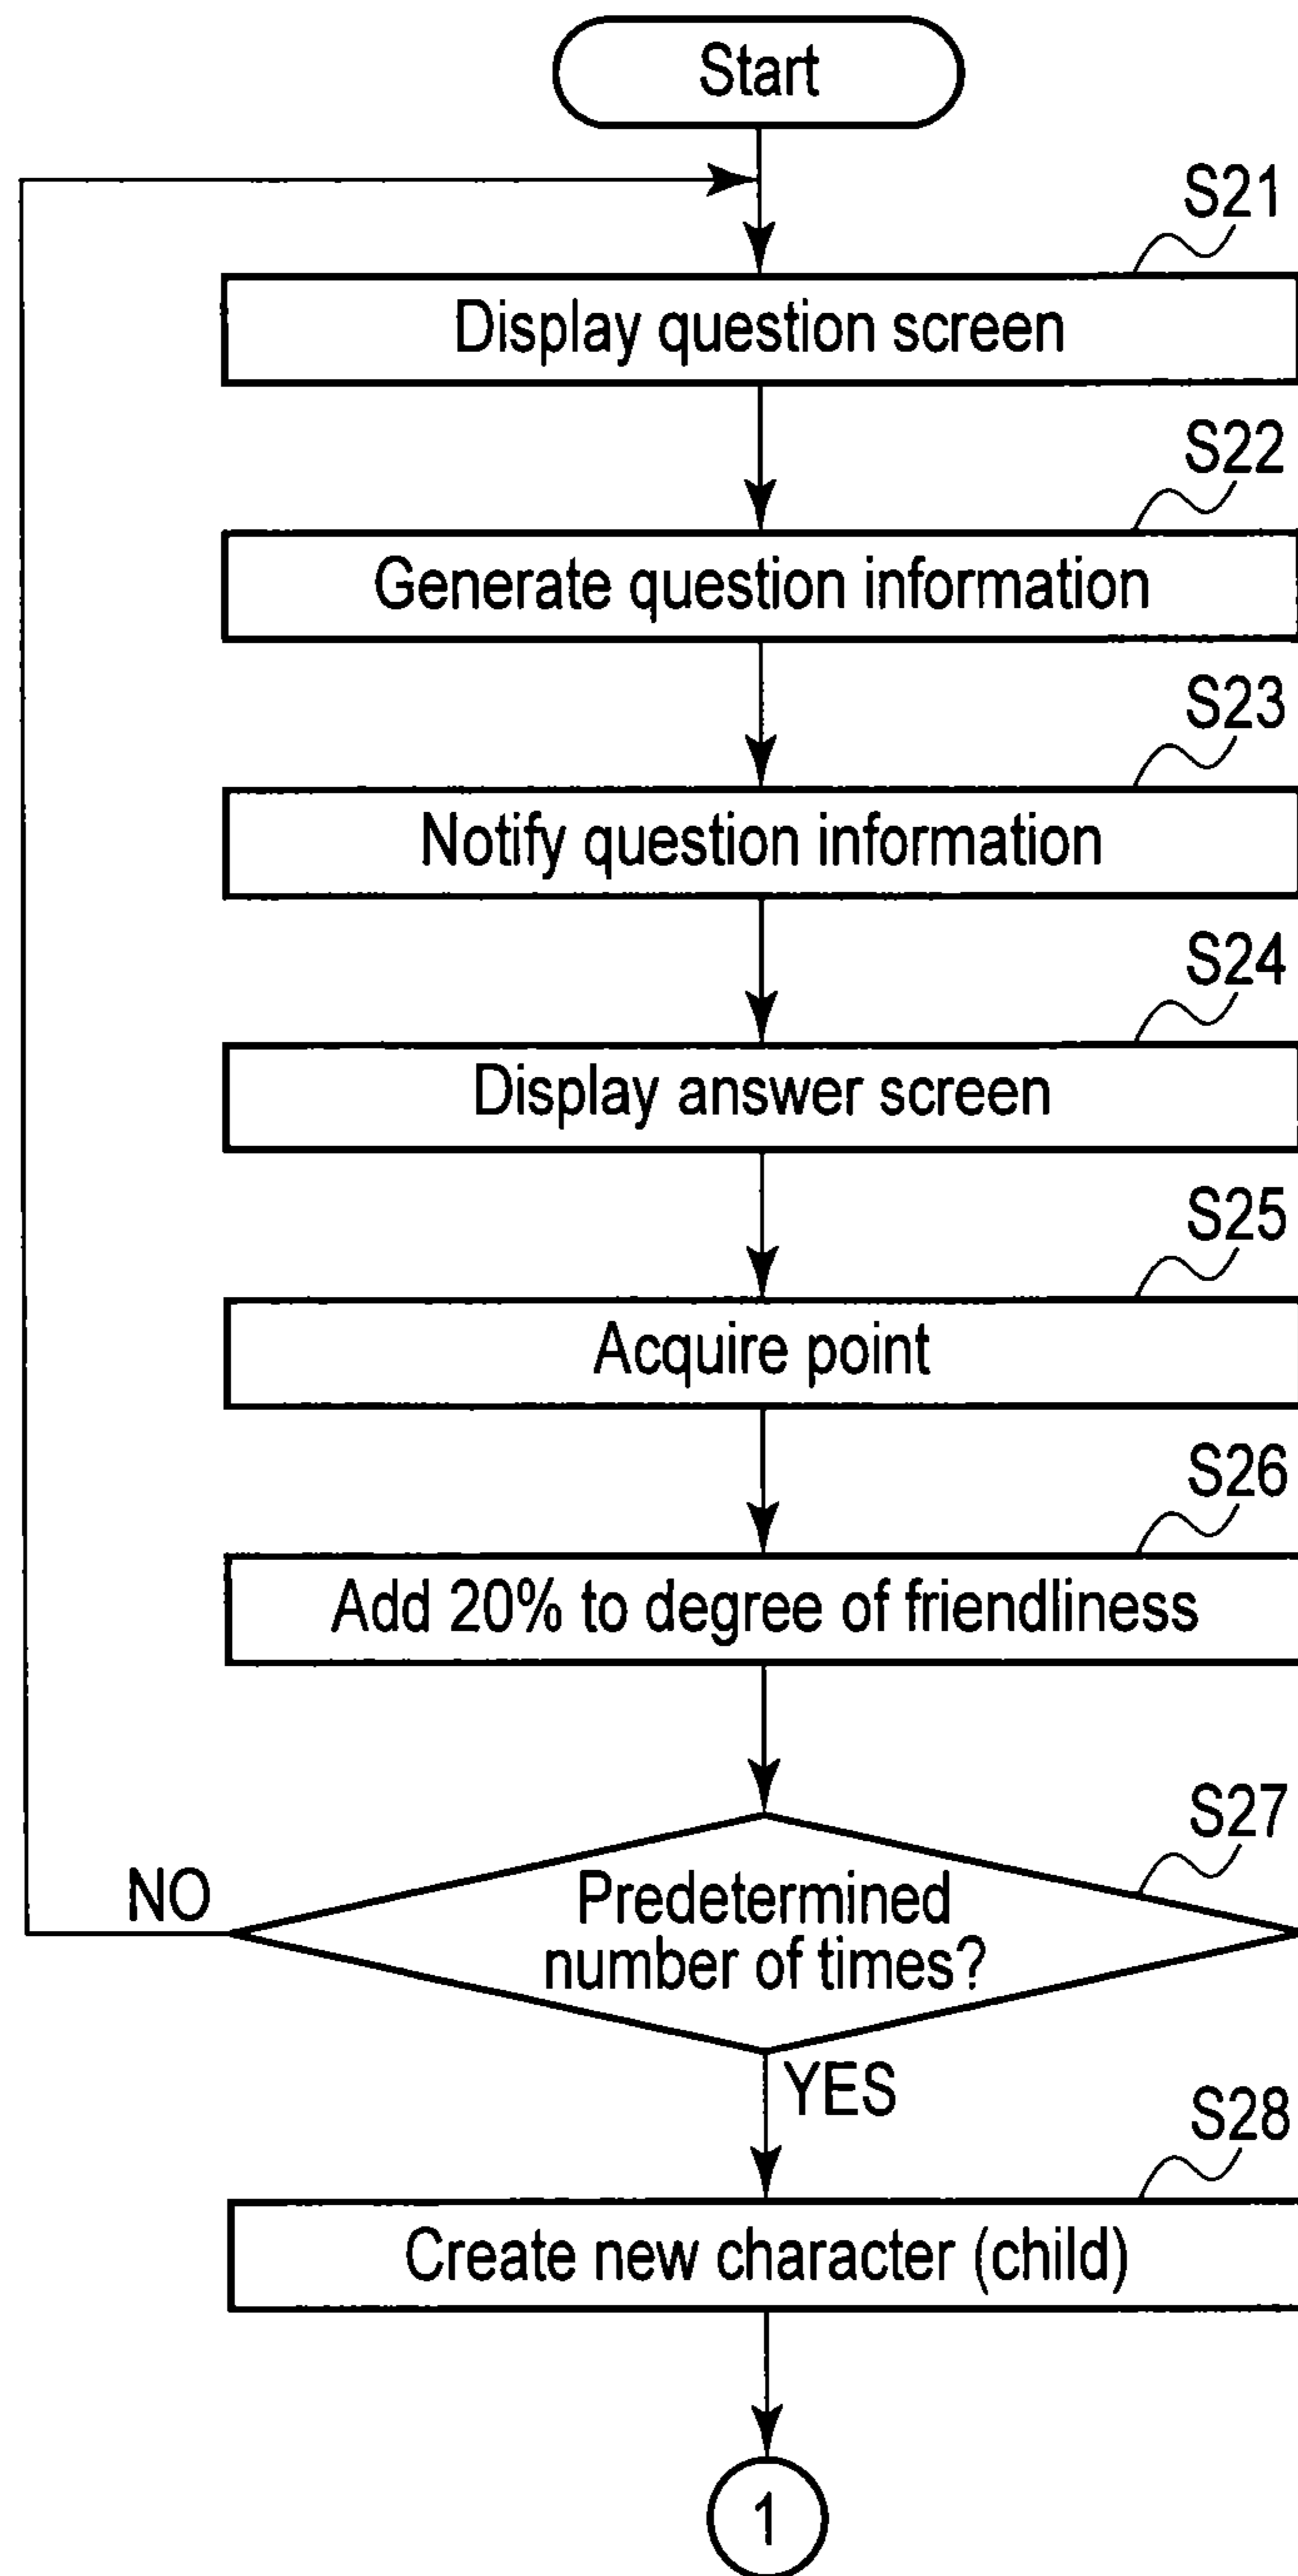 Start
S21
Display question screen
S22
Generate question information
S23
Notify question information
S24
Display answer screen
S25
Acquire point
S26
Add 20% to degree of friendliness
S27
Predetermined
number of times?
NO
YES
S28
Create new character (child)
1